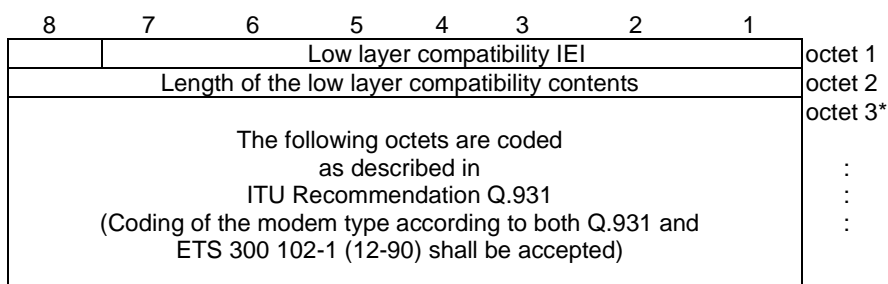 8 7 6 5 4 3 2 1
Low layer compatibility IEI octet 1
Length of the low layer compatibility contents octet 2
octet 3*
The following octets are coded
as described in :
ITU Recommendation Q.931 :
(Coding of the modem type according to both Q.931 and :
ETS 300 102-1 (12-90) shall be accepted)